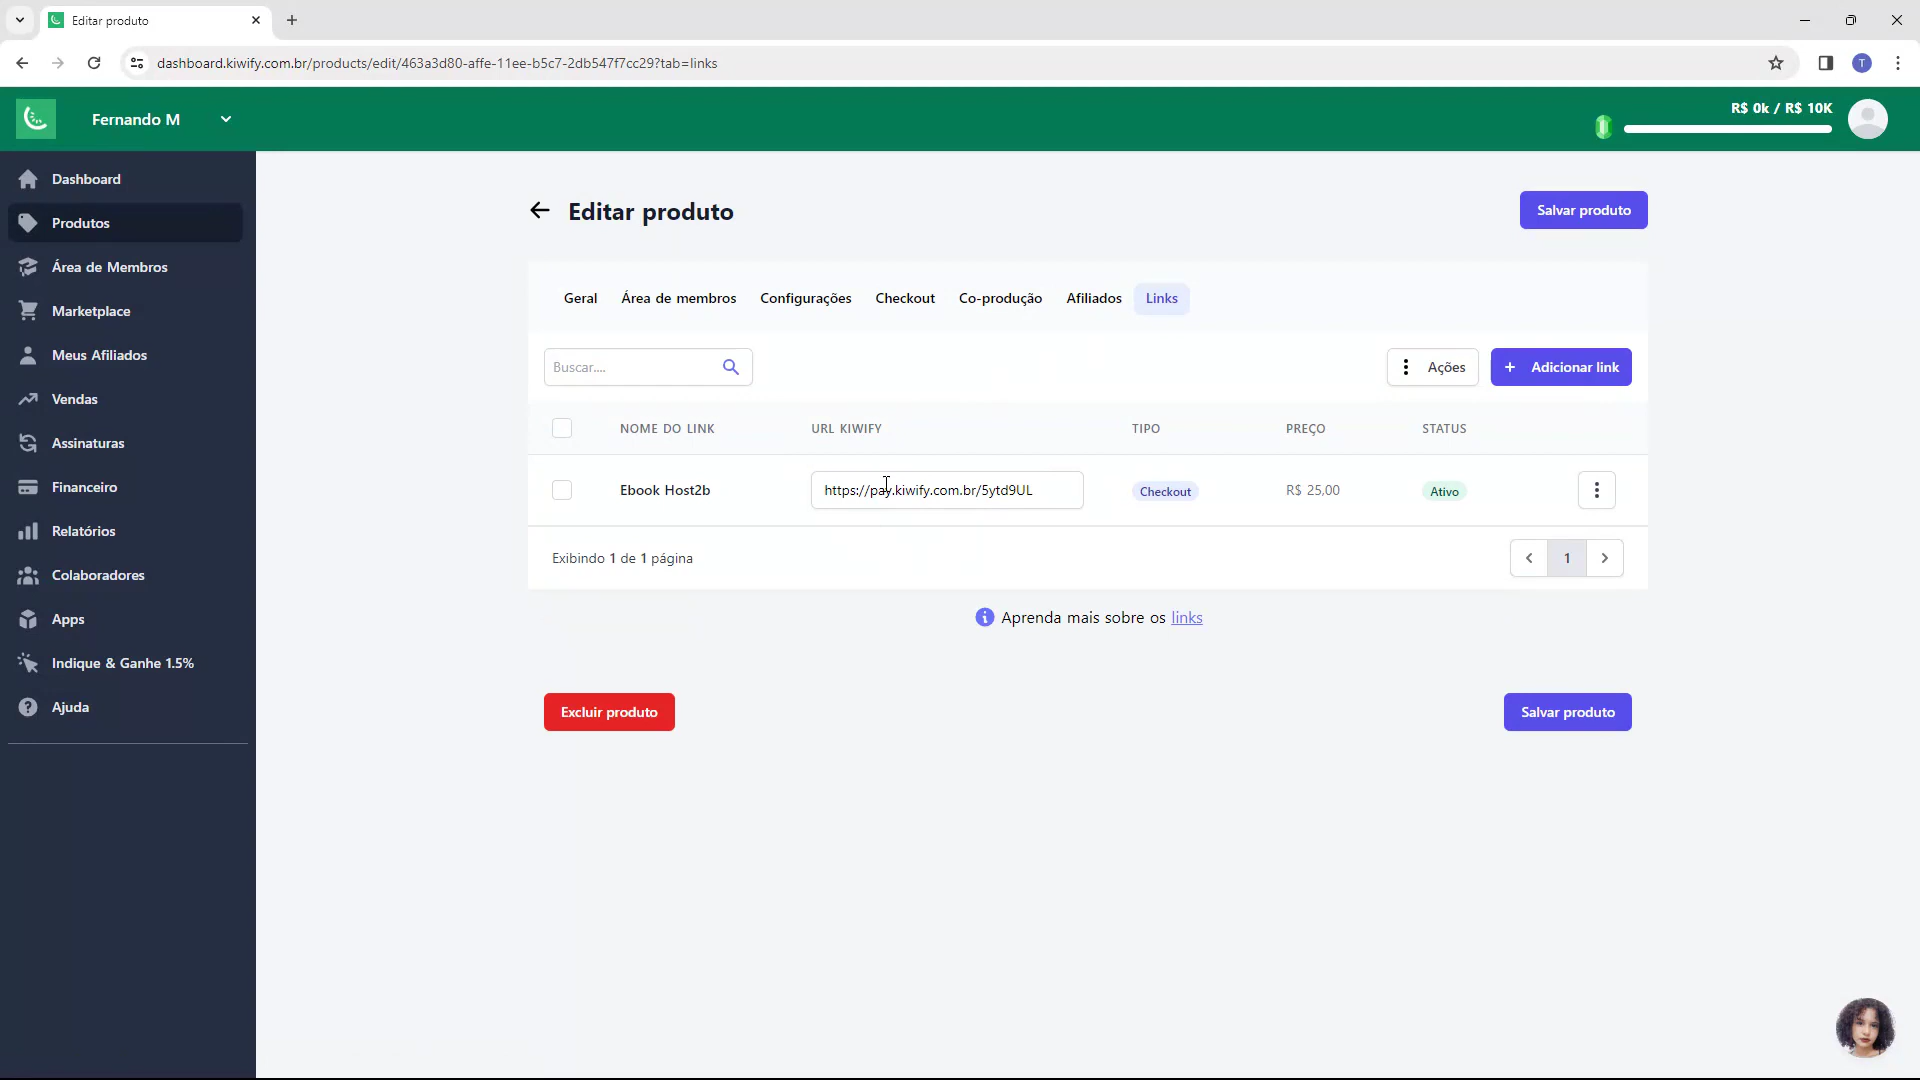 Editar produto
dashboard.kiwify.com.br/products/edit/463a3d80-affe-11ee-b5c7-2db547f7cc29?tab=links
T
Fernando M
R$ 0k / R$ 10K
Dashboard
Produtos
Área de Membros
Marketplace
Meus Afiliados
Vendas
Assinaturas
Financeiro
Relatórios
Colaboradores
Apps
Indique & Ganhe 1.5%
Ajuda
Editar produto
Salvar produto
Geral Área de membros Configurações Checkout Co-produção Afiliados Links
Buscar.... Ações + Adicionar link
NOME DO LINK URL KIWIFY TIPO PREÇO STATUS
Ebook Host2b https://pay.kiwify.com.br/5ytd9UL Checkout R$ 25,00 Ativo
Exibindo 1 de 1 página 1
Aprenda mais sobre os links
Excluir produto Salvar produto